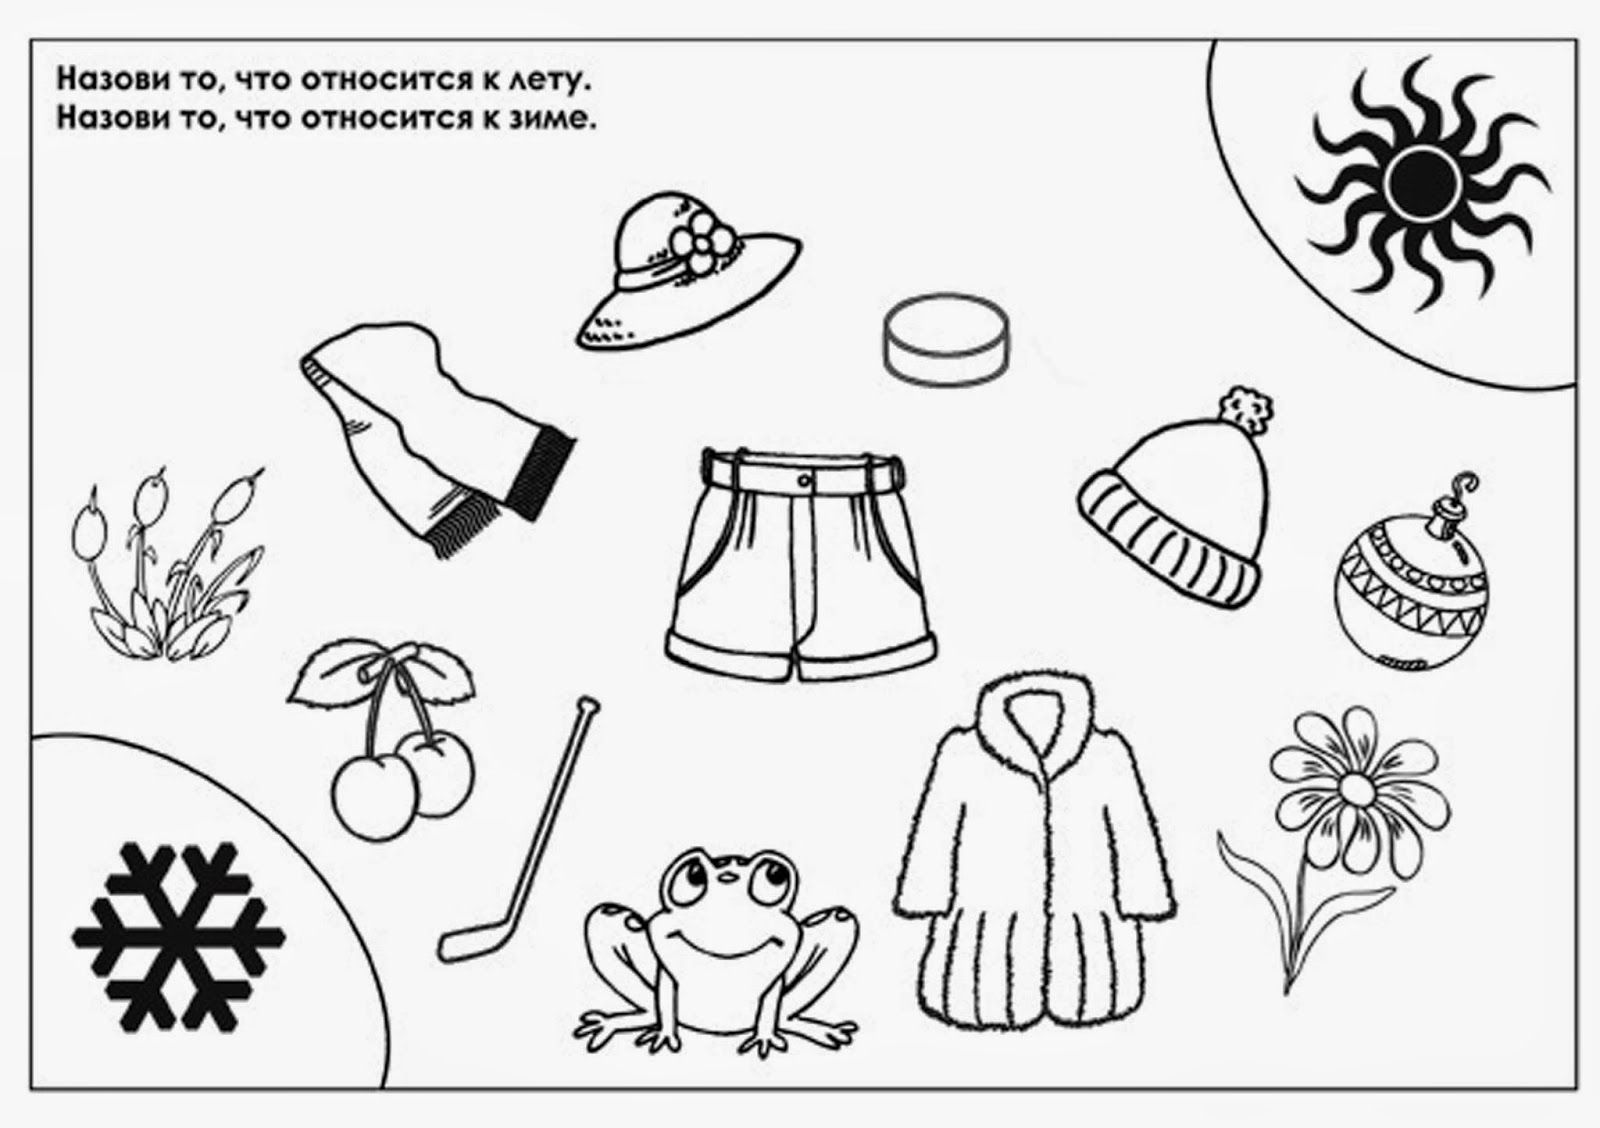 Назови то, что относится к лету.
Назови то, что относится к зиме.